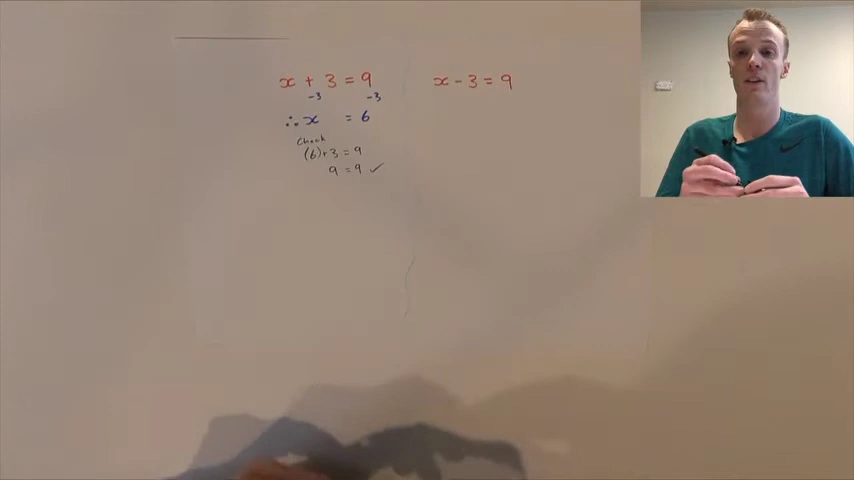 x + 3 = 9
-3 -3
∴ x = 6
Check
(6)+3 = 9
9 = 9 ✓
x - 3 = 9